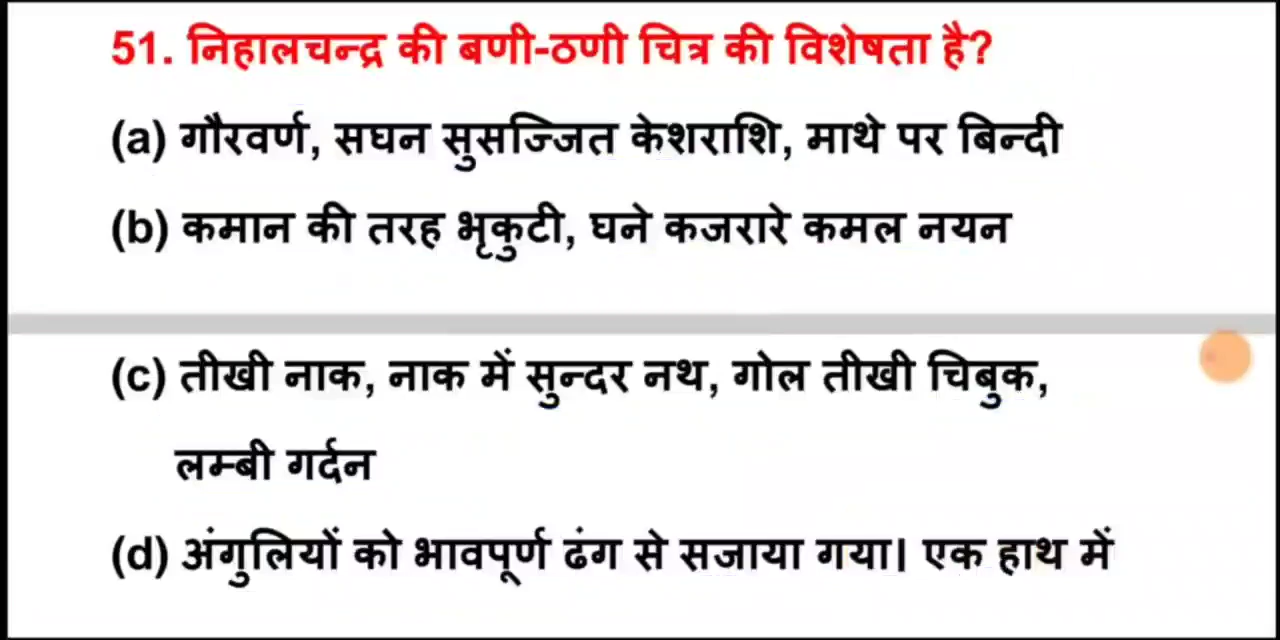 51. निहालचन्द्र की बणी-ठणी चित्र की विशेषता है?
(a) गौरवर्ण, सघन सुसज्जित केशराशि, माथे पर बिन्दी
(b) कमान की तरह भृकुटी, घने कजरारे कमल नयन
(c) तीखी नाक, नाक में सुन्दर नथ, गोल तीखी चिबुक,
लम्बी गर्दन
(d) अंगुलियों को भावपूर्ण ढंग से सजाया गया। एक हाथ में